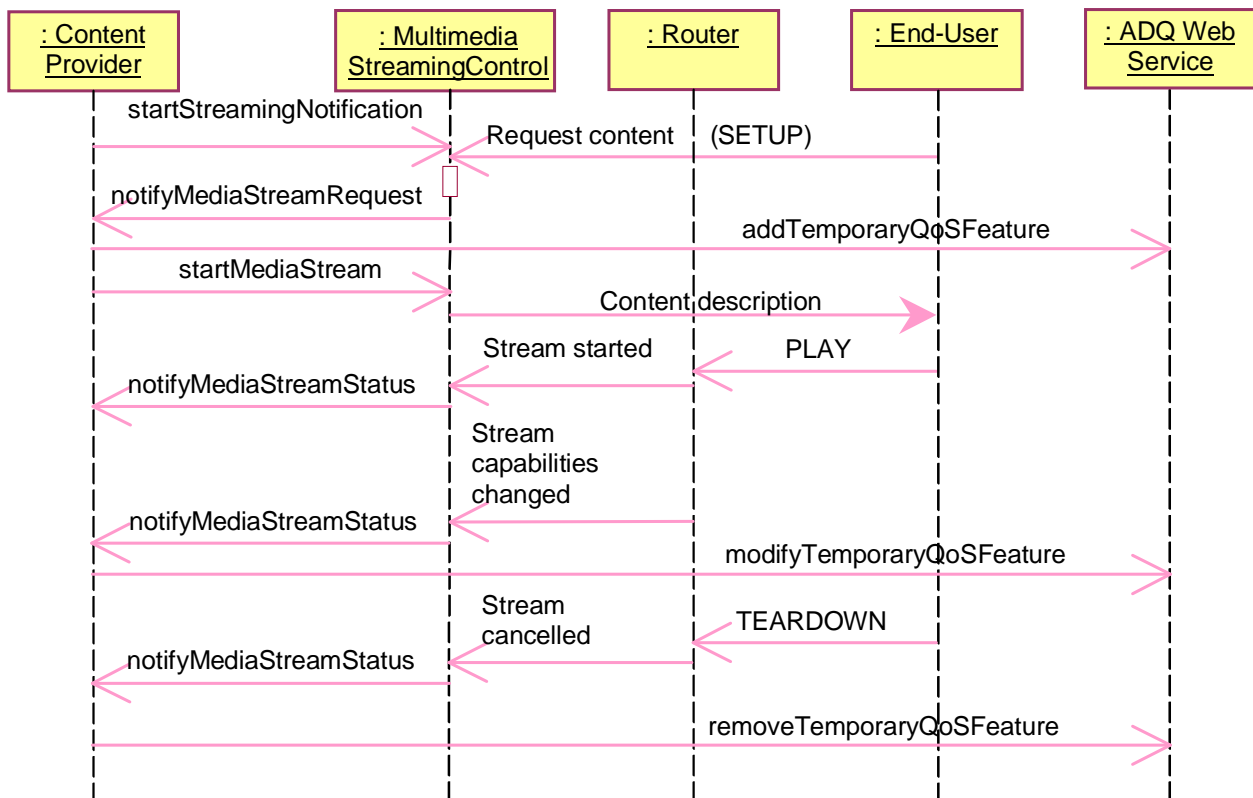 : Content
Provider
: Multimedia
StreamingControl
: Router
: End-User
: ADQ Web
Service
startStreamingNotification
Request content (SETUP)
notifyMediaStreamRequest
addTemporaryQoSFeature
startMediaStream
Content description
Stream started
PLAY
notifyMediaStreamStatus
Stream
capabilities
changed
notifyMediaStreamStatus
modifyTemporaryQoSFeature
Stream
cancelled
TEARDOWN
notifyMediaStreamStatus
removeTemporaryQoSFeature